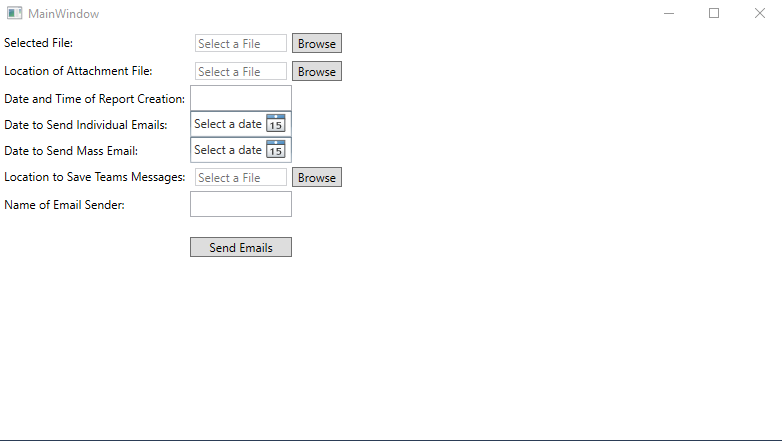 MainWindow
Selected File: Select a File Browse
Location of Attachment File: Select a File Browse
Date and Time of Report Creation:
Date to Send Individual Emails: Select a date 15
Date to Send Mass Email: Select a date 15
Location to Save Teams Messages: Select a File Browse
Name of Email Sender:
Send Emails